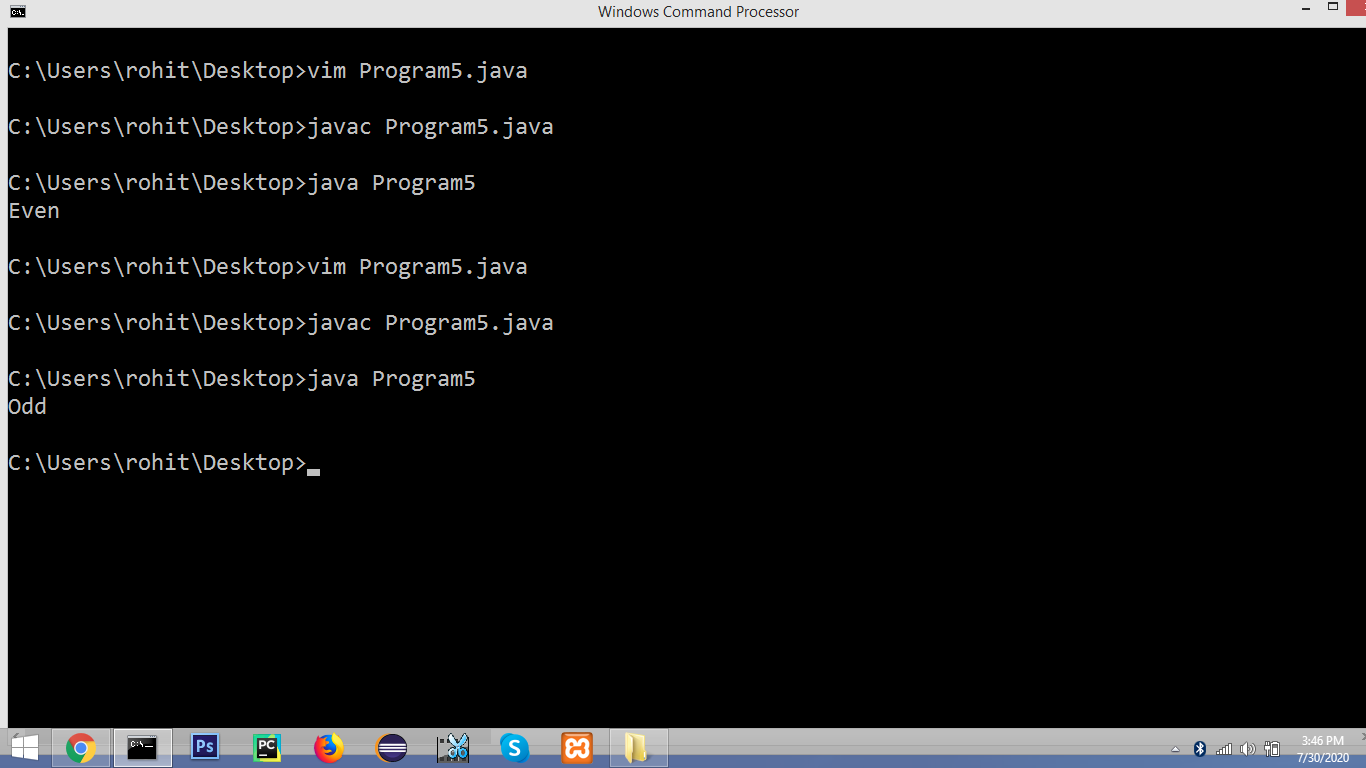 Windows Command Processor
C:\Users\rohit\Desktop>vim Program5.java
C:\Users\rohit\Desktop>javac Program5.java
C:\Users\rohit\Desktop>java Program5
Even
C:\Users\rohit\Desktop>vim Program5.java
C:\Users\rohit\Desktop>javac Program5.java
C:\Users\rohit\Desktop>java Program5
Odd
C:\Users\rohit\Desktop>
Ps
PC
3:46 PM
7/30/2020